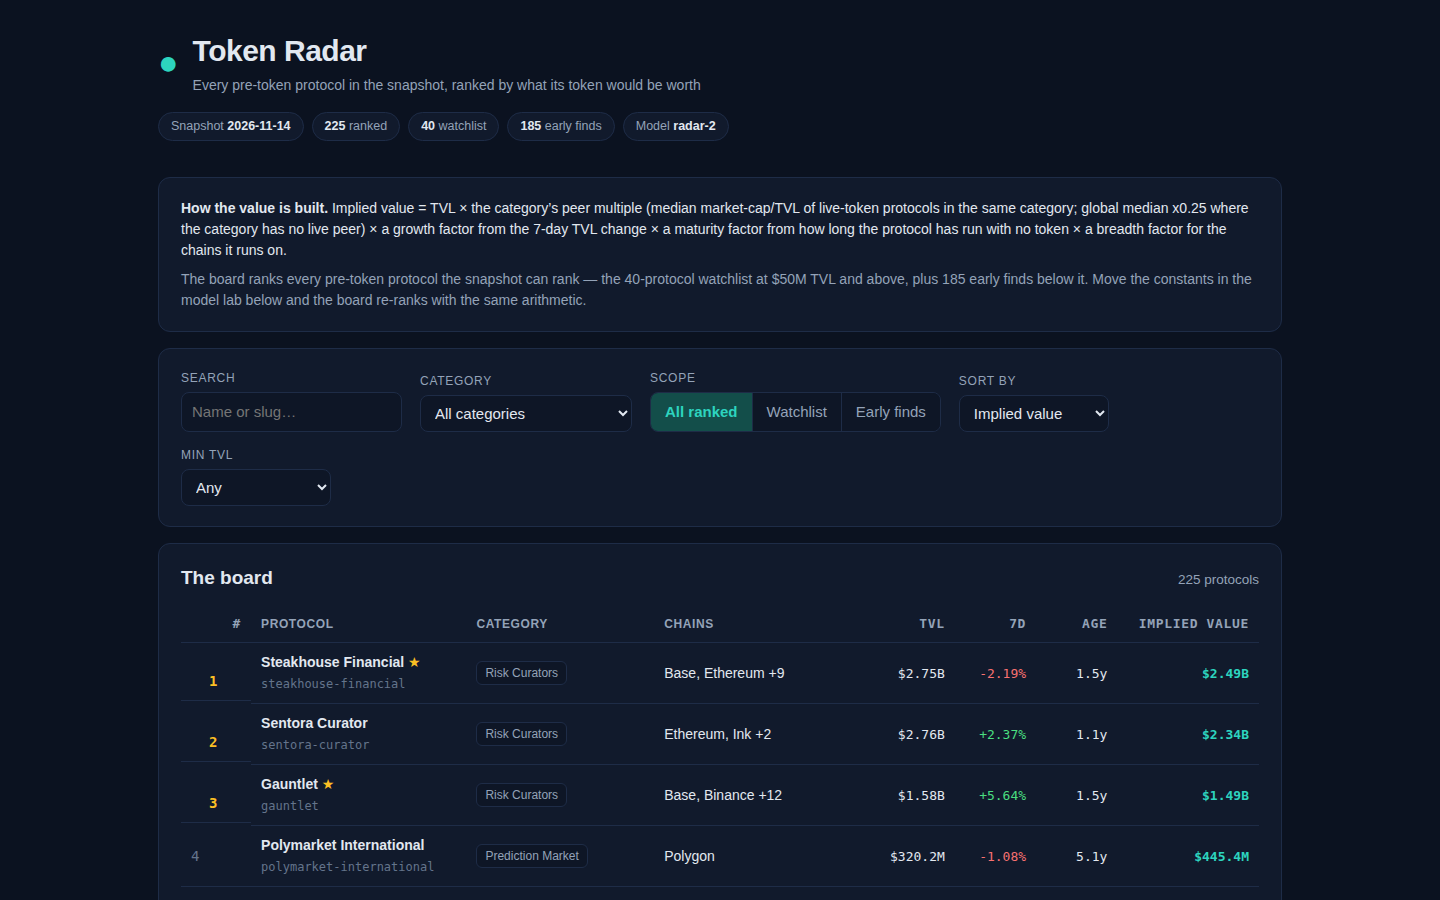 Token Radar
Every pre-token protocol in the snapshot, ranked by what its token would be worth
Snapshot 2026-11-14
225 ranked
40 watchlist
185 early finds
Model radar-2
How the value is built. Implied value = TVL × the category’s peer multiple (median market-cap/TVL of live-token protocols in the same category; global median x0.25 where
the category has no live peer) × a growth factor from the 7-day TVL change × a maturity factor from how long the protocol has run with no token × a breadth factor for the
chains it runs on.
The board ranks every pre-token protocol the snapshot can rank — the 40-protocol watchlist at $50M TVL and above, plus 185 early finds below it. Move the constants in the
model lab below and the board re-ranks with the same arithmetic.
SEARCH
Name or slug…
CATEGORY
All categories
SCOPE
All ranked Watchlist Early finds
SORT BY
Implied value
MIN TVL
Any
The board
225 protocols
# PROTOCOL CATEGORY CHAINS TVL 7D AGE IMPLIED VALUE
1 Steakhouse Financial ★ Risk Curators Base, Ethereum +9 $2.75B -2.19% 1.5y $2.49B
steakhouse-financial
2 Sentora Curator Risk Curators Ethereum, Ink +2 $2.76B +2.37% 1.1y $2.34B
sentora-curator
3 Gauntlet ★ Risk Curators Base, Binance +12 $1.58B +5.64% 1.5y $1.49B
gauntlet
4 Polymarket International Prediction Market Polygon $320.2M -1.08% 5.1y $445.4M
polymarket-international